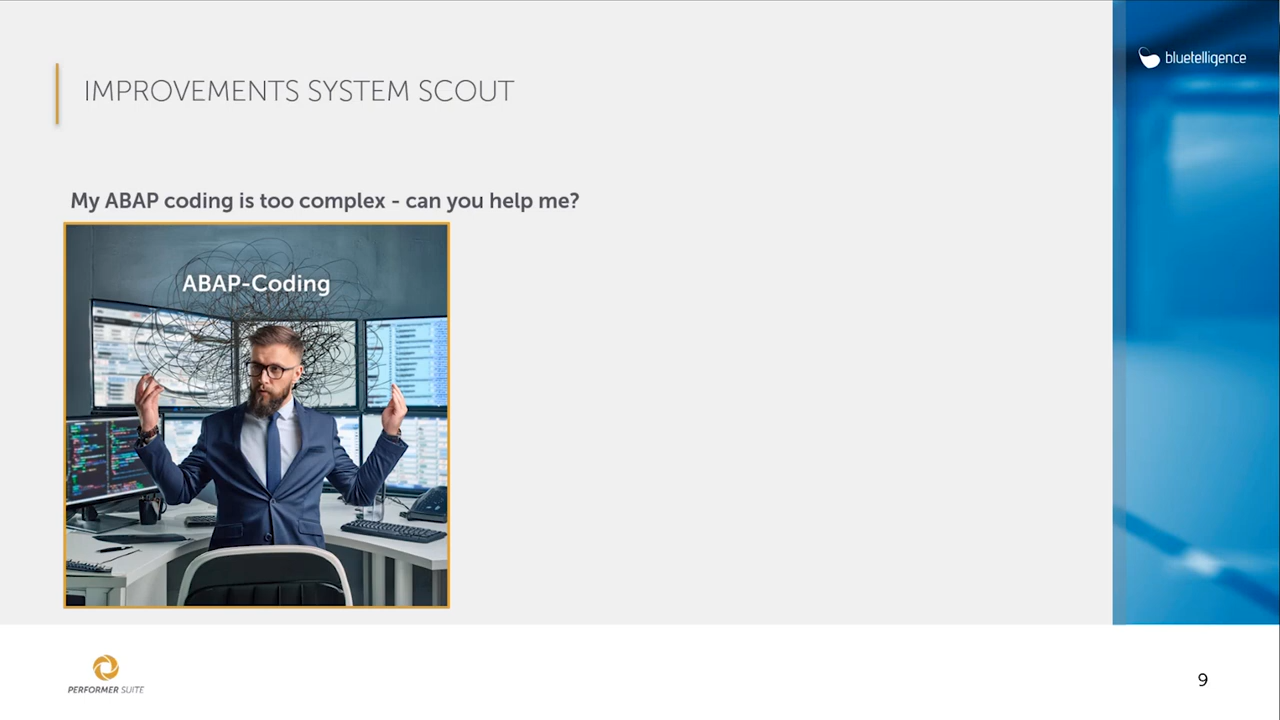 bluetelligence
IMPROVEMENTS SYSTEM SCOUT
My ABAP coding is too complex - can you help me?
ABAP-Coding
PERFORMER SUITE
9